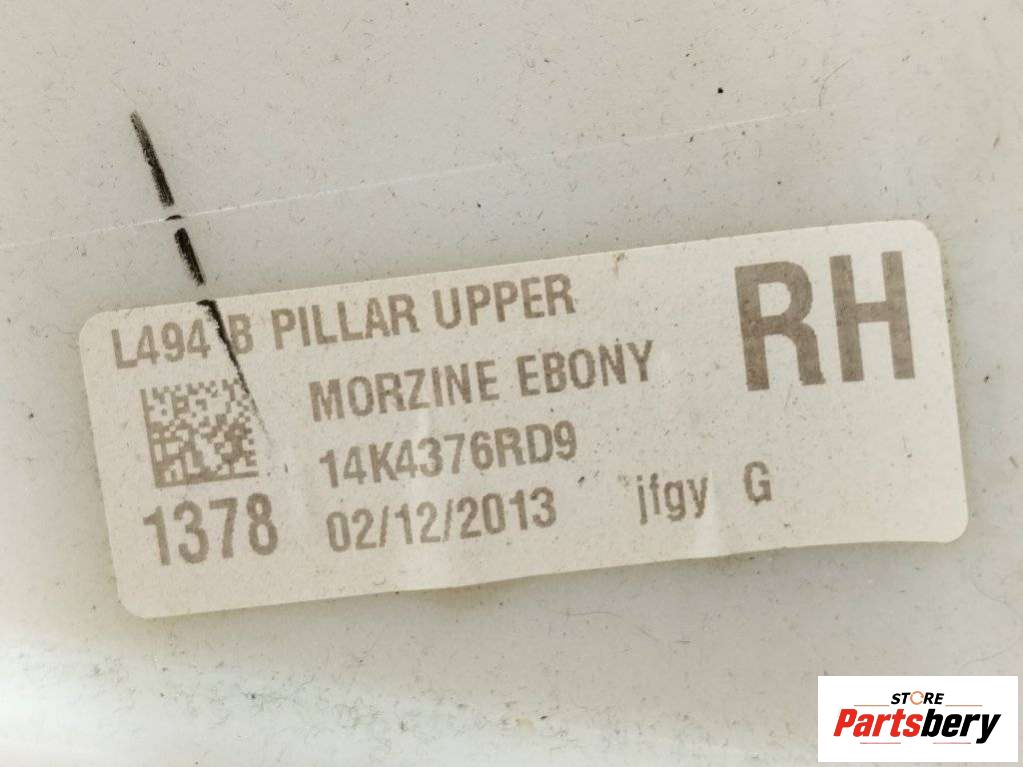 L494 B PILLAR UPPER
RH
MORZINE EBONY
14K4376RD9
1378
02/12/2013 jfgy G
STORE
Partsbery